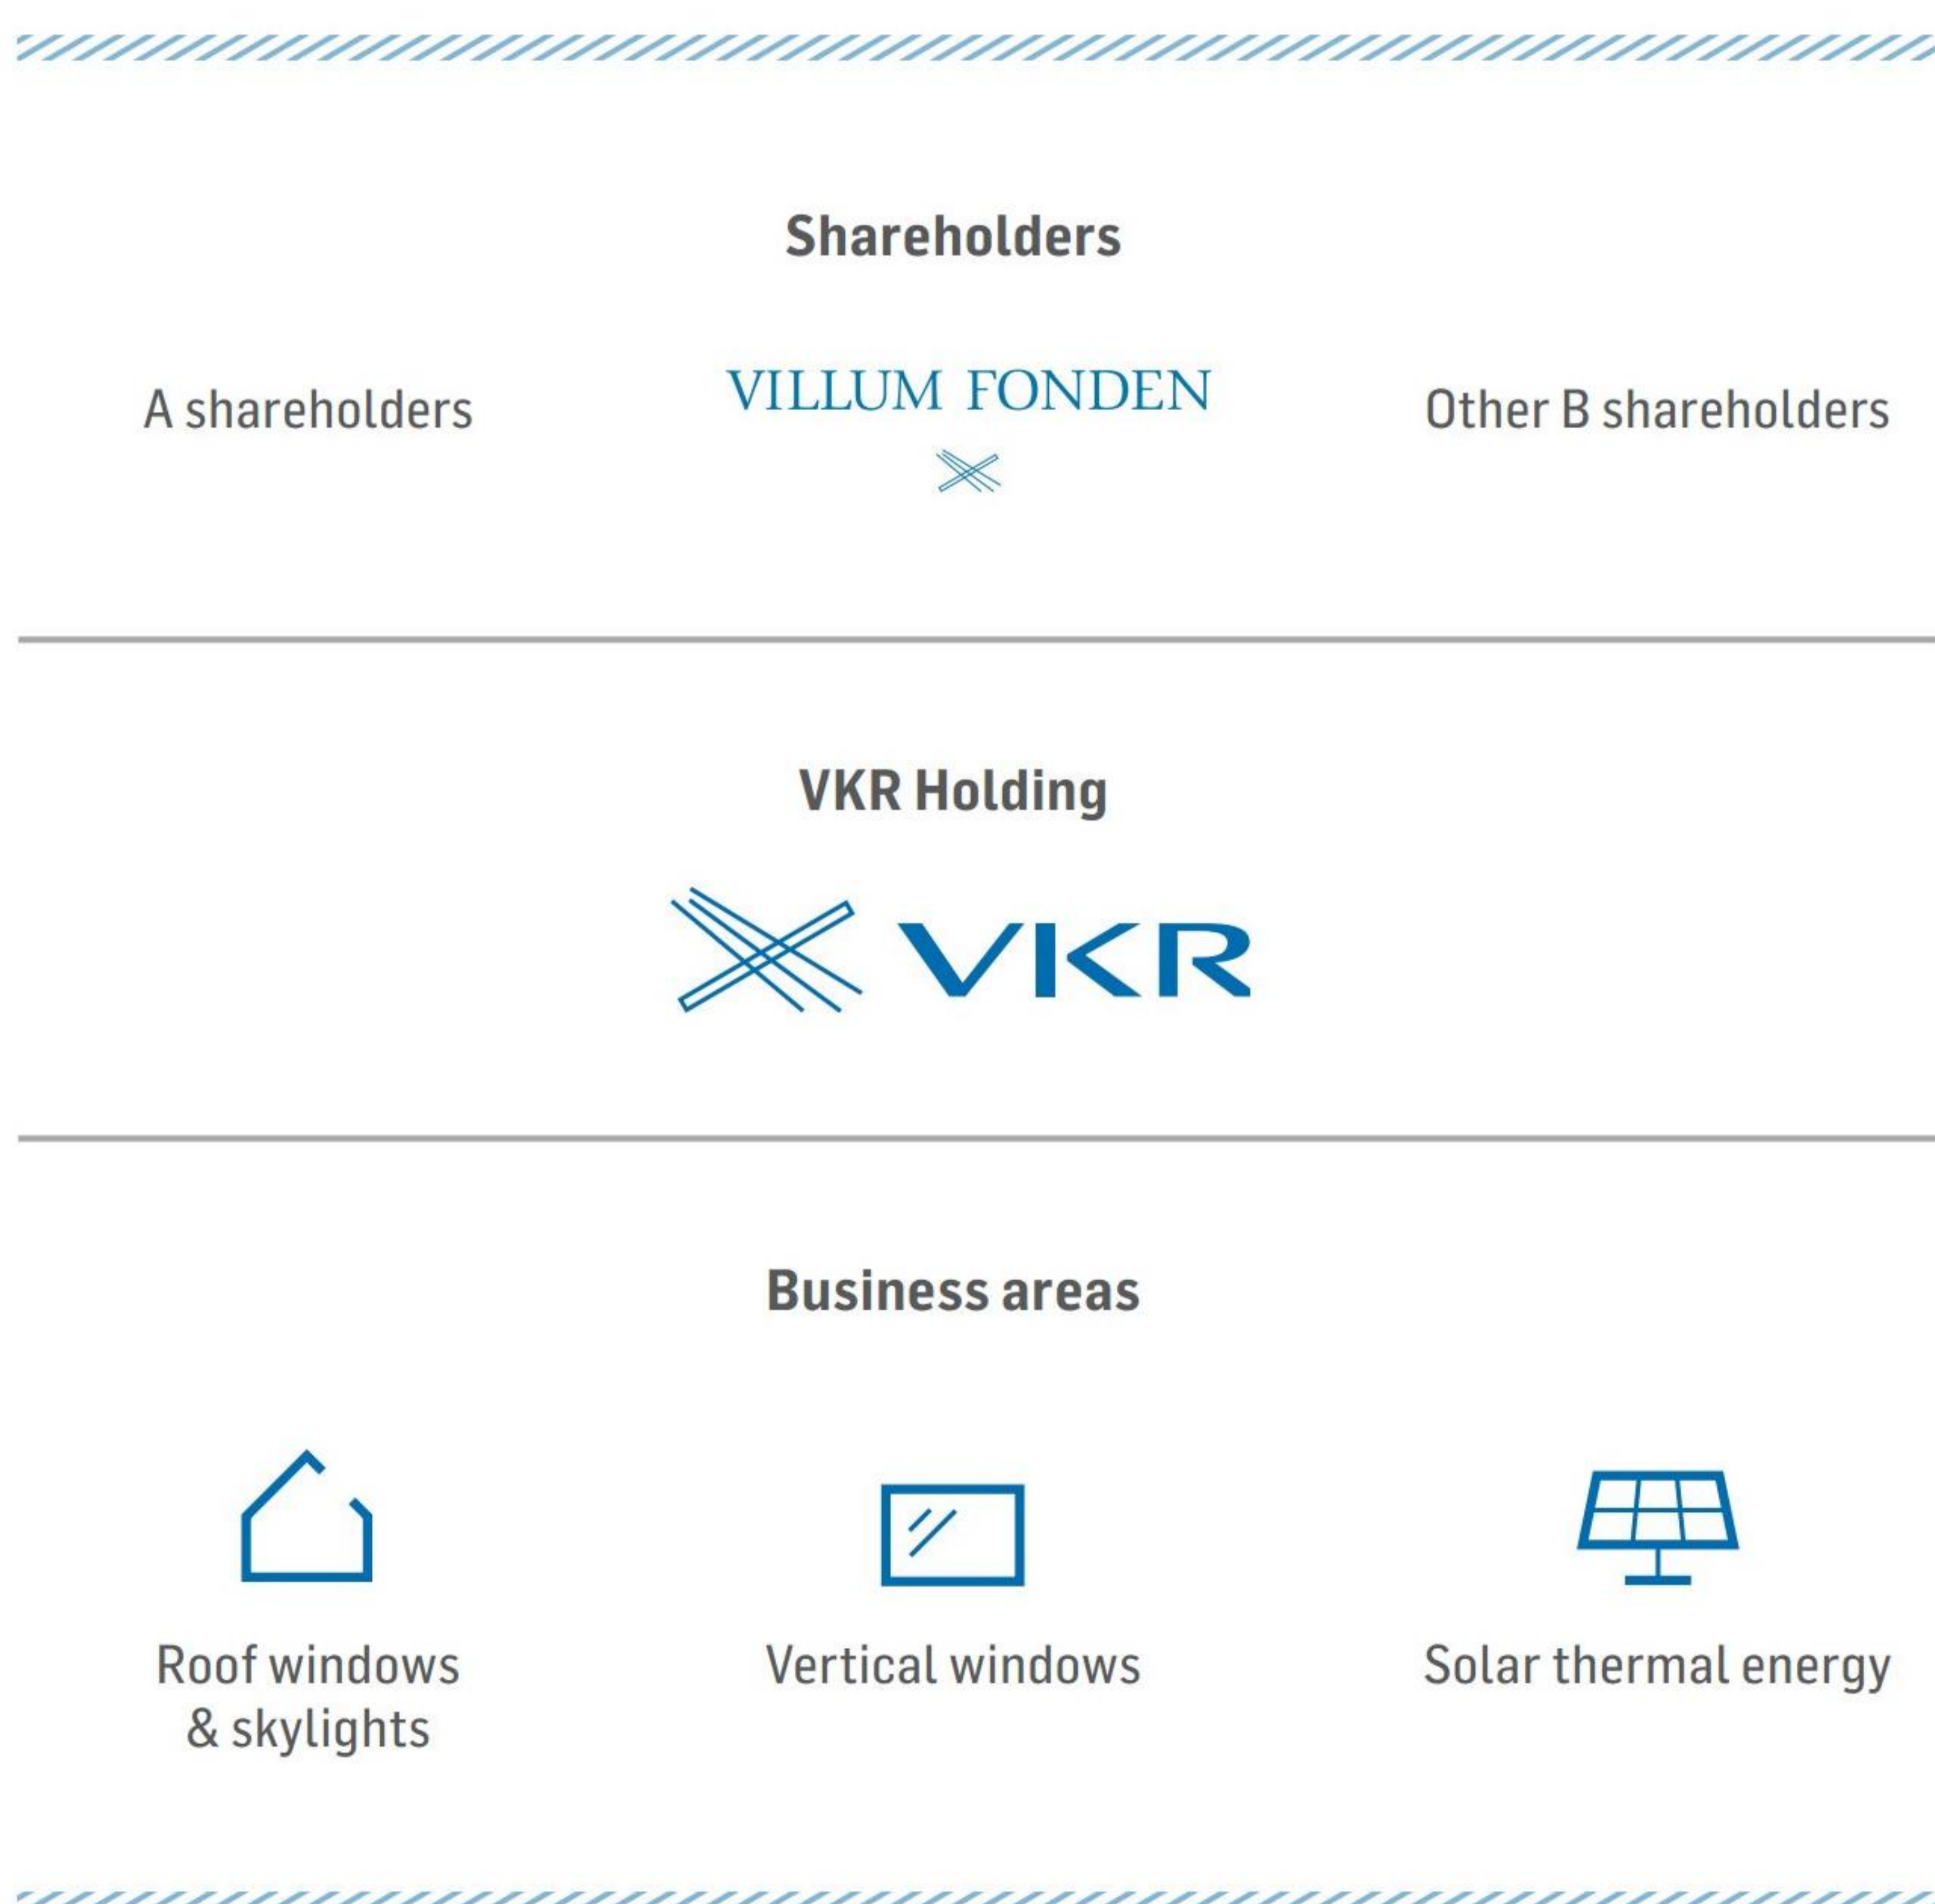 Shareholders
A shareholders
VILLUM FONDEN
Other B shareholders
VKR Holding
VKR
Business areas
Roof windows
& skylights
Vertical windows
Solar thermal energy